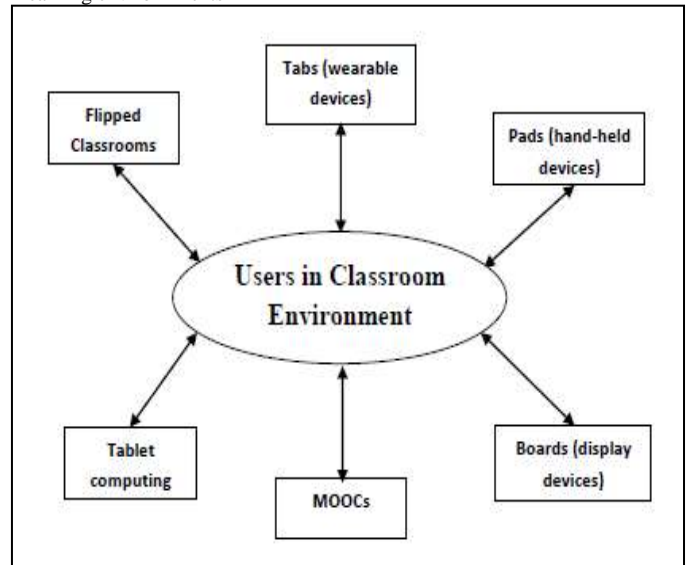 Tabs (wearable
devices)
Flipped
Classrooms
Pads (hand-held
devices)
Users in Classroom
Environment
Tablet
computing
MOOCs
Boards (display
devices)